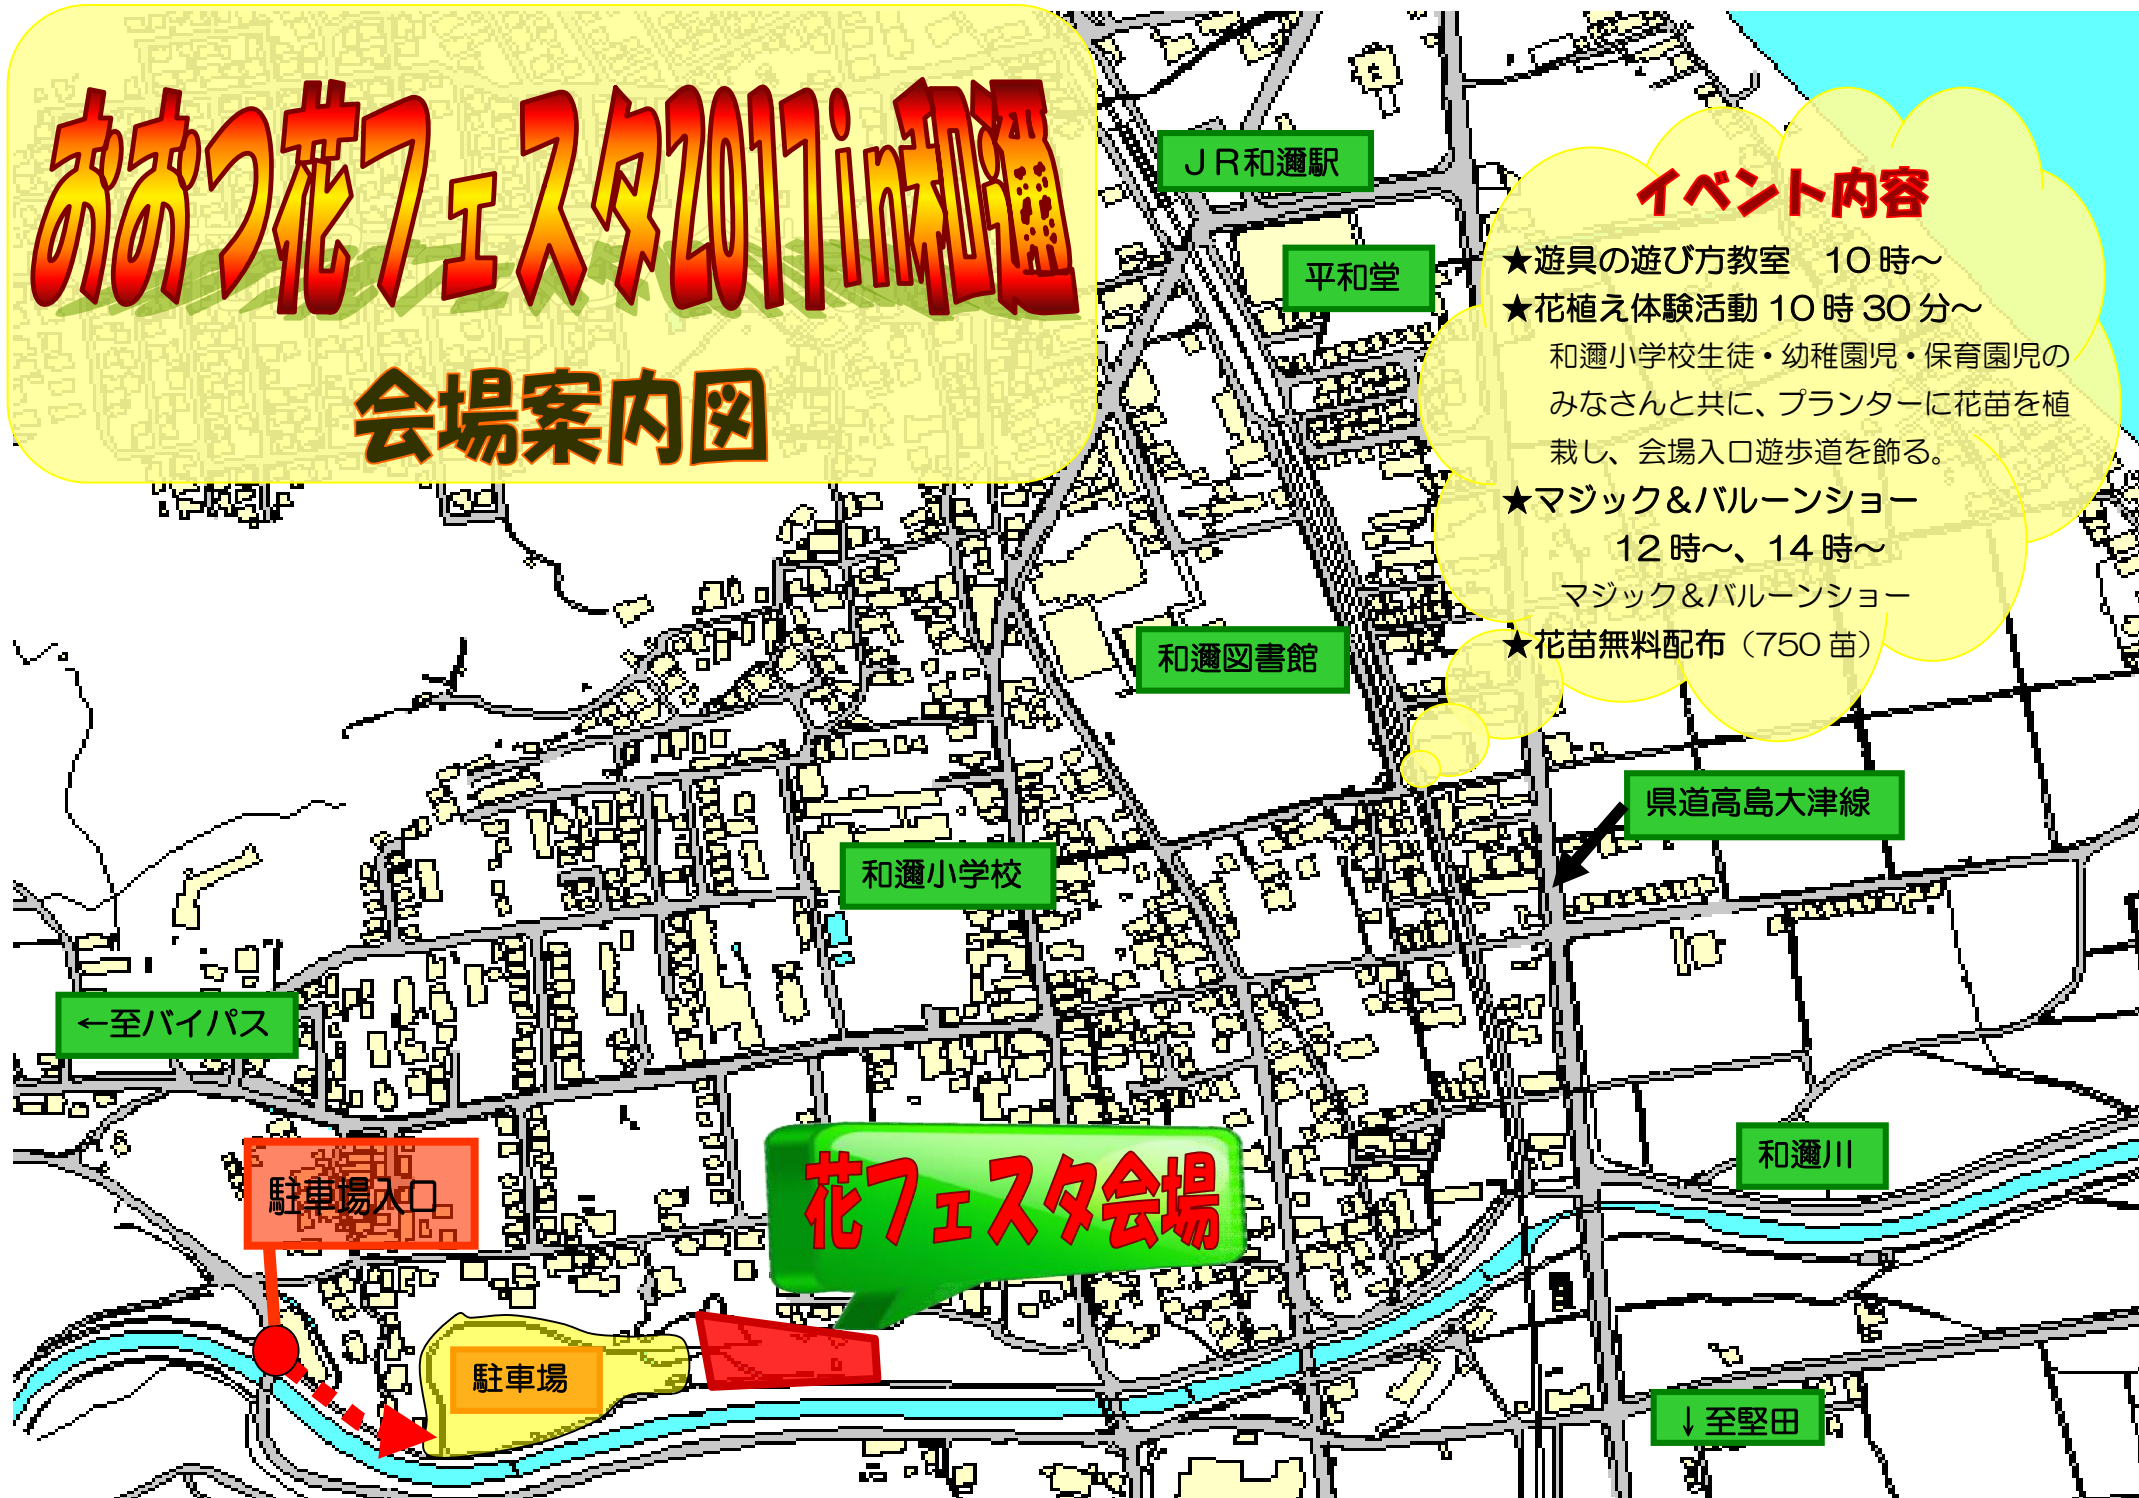 おおつ花フェスタ2017in和邇
会場案内図
ＪＲ和邇駅
平和堂
イベント内容
★遊具の遊び方教室　10時～
★花植え体験活動 10時30分～
和邇小学校生徒・幼稚園児・保育園児の
みなさんと共に、プランターに花苗を植
栽し、会場入口遊歩道を飾る。
★マジック＆バルーンショー
12時～、14時～
マジック＆バルーンショー
★花苗無料配布（750苗）
和邇図書館
県道高島大津線
和邇小学校
←至バイパス
和邇川
駐車場入口
花フェスタ会場
駐車場
↓至堅田